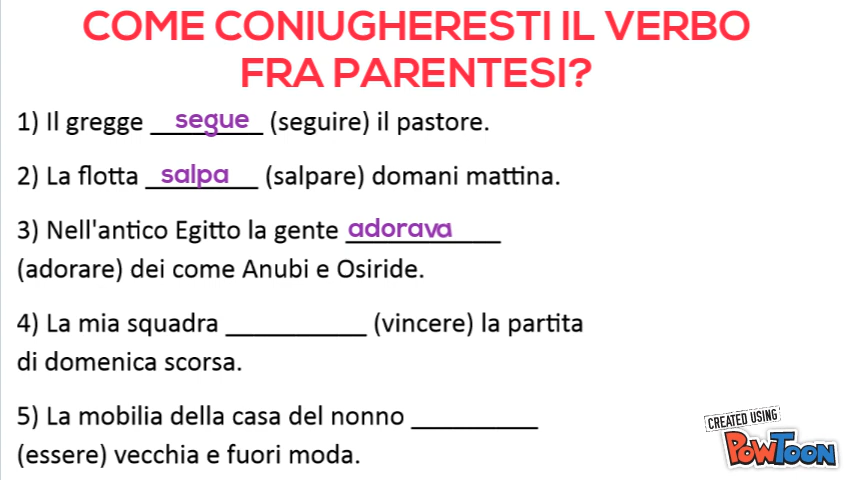 COME CONIUGHERESTI IL VERBO
FRA PARENTESI?
1) Il gregge segue (seguire) il pastore.
2) La flotta salpa (salpare) domani mattina.
3) Nell'antico Egitto la gente adorava
(adorare) dei come Anubi e Osiride.
4) La mia squadra __________ (vincere) la partita
di domenica scorsa.
5) La mobilia della casa del nonno _________
(essere) vecchia e fuori moda.
CREATED USING
POWTOON